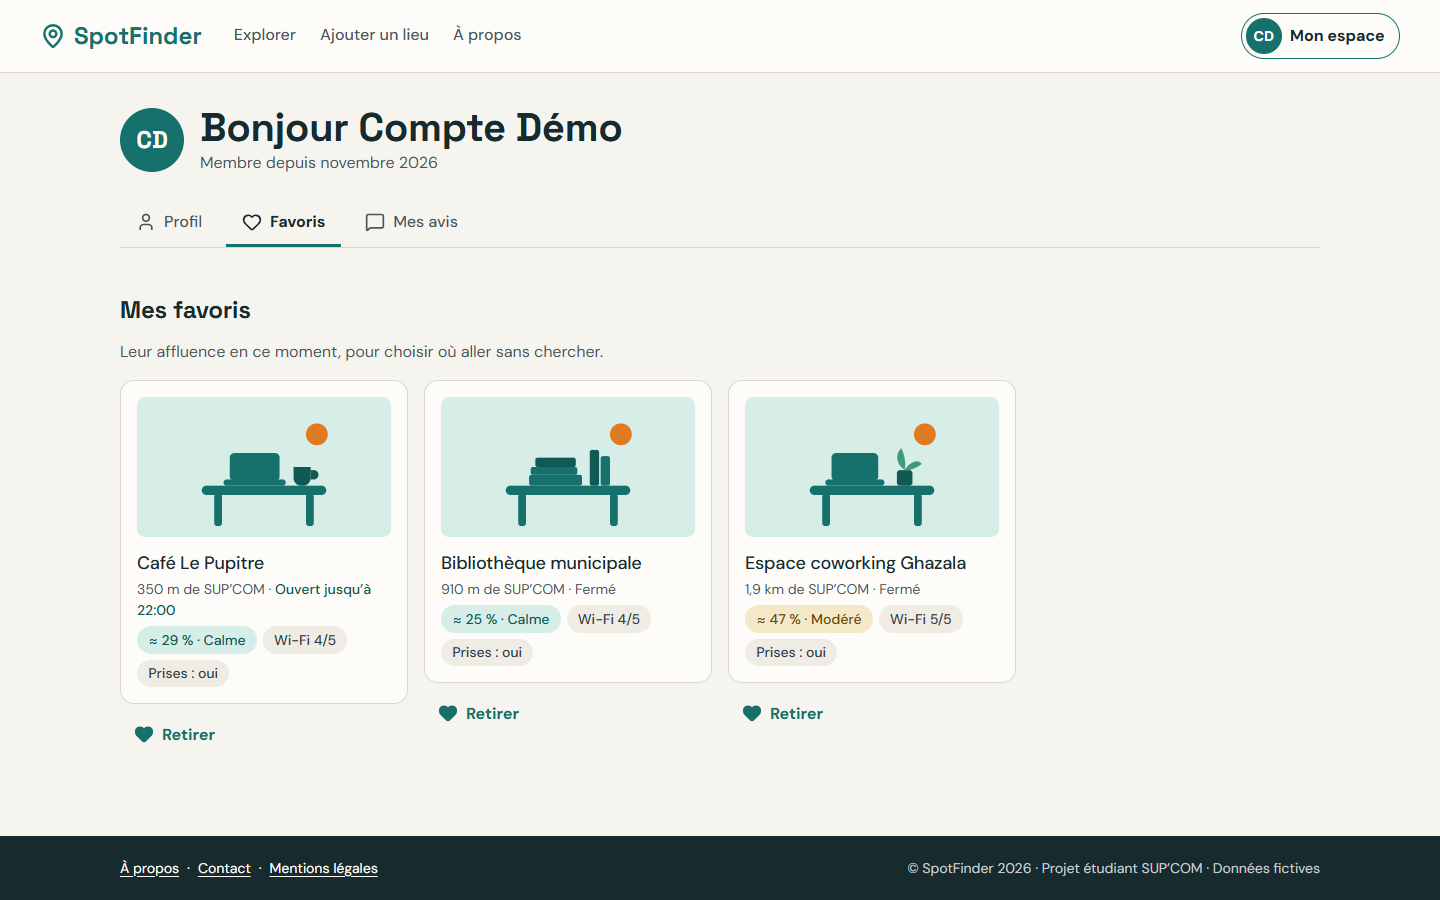 SpotFinder
Explorer
Ajouter un lieu
À propos
CD
Mon espace
CD
Bonjour Compte Démo
Membre depuis novembre 2026
Profil
Favoris
Mes avis
Mes favoris
Leur affluence en ce moment, pour choisir où aller sans chercher.
Café Le Pupitre
350 m de SUP’COM · Ouvert jusqu’à
22:00
≈ 29 % · Calme
Wi-Fi 4/5
Prises : oui
Retirer
Bibliothèque municipale
910 m de SUP’COM · Fermé
≈ 25 % · Calme
Wi-Fi 4/5
Prises : oui
Retirer
Espace coworking Ghazala
1,9 km de SUP’COM · Fermé
≈ 47 % · Modéré
Wi-Fi 5/5
Prises : oui
Retirer
À propos · Contact · Mentions légales
© SpotFinder 2026 · Projet étudiant SUP’COM · Données fictives